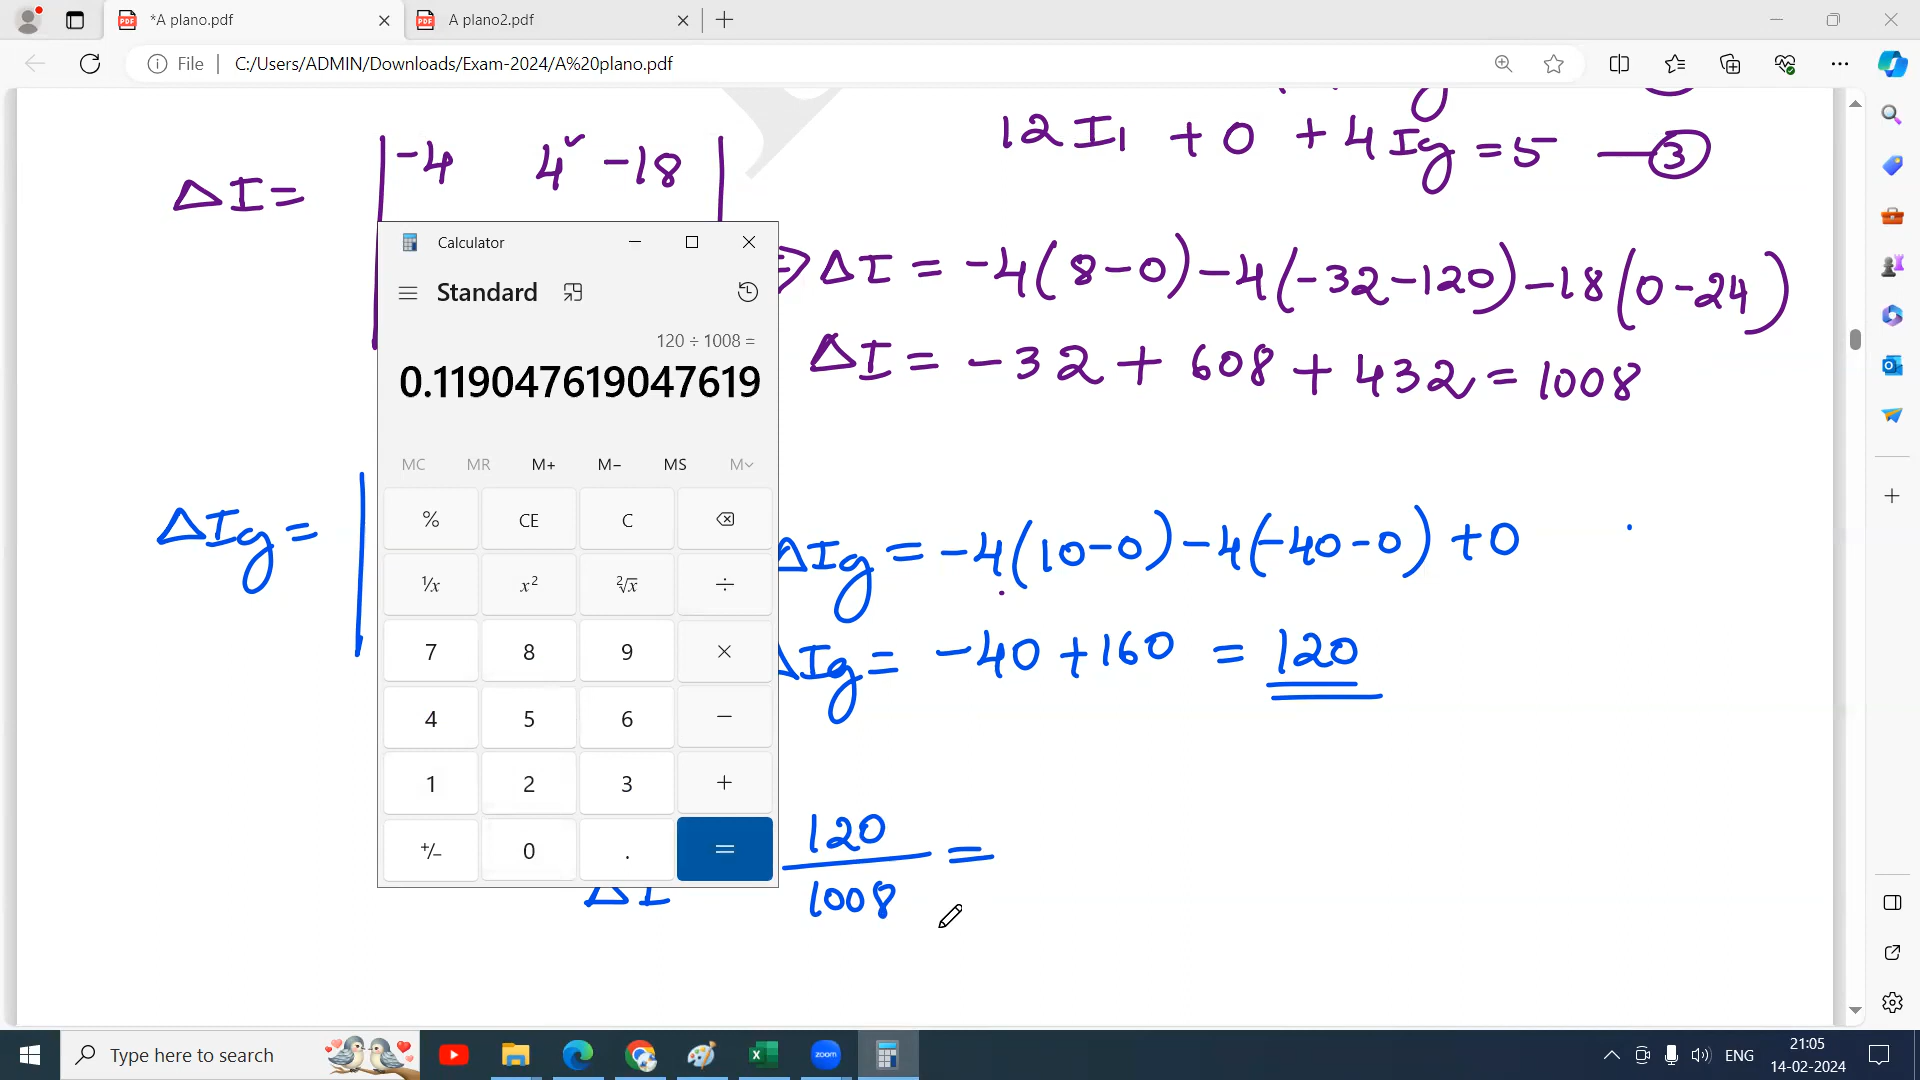 *A plano.pdf
A plano2.pdf
File | C:/Users/ADMIN/Downloads/Exam-2024/A%20plano.pdf
12I1 + 0 + 4Ig = 5 — ③
ΔI = | -4 4 -18 |
⇒ ΔI = -4(8-0) -4(-32-120) -18(0-24)
ΔI = -32 + 608 + 432 = 1008
Calculator
Standard
120 ÷ 1008 =
0.119047619047619
MC MR M+ M- MS M˅
% CE C
¹/x x² ²√x ÷
7 8 9 ×
4 5 6 −
1 2 3 +
+/− 0 . =
ΔIg = |
ΔIg = -4(10-0) -4(-40-0) +0
ΔIg = -40 +160 = 120
120
ΔI 1008 =
Type here to search
zoom
ENG
21:05
14-02-2024